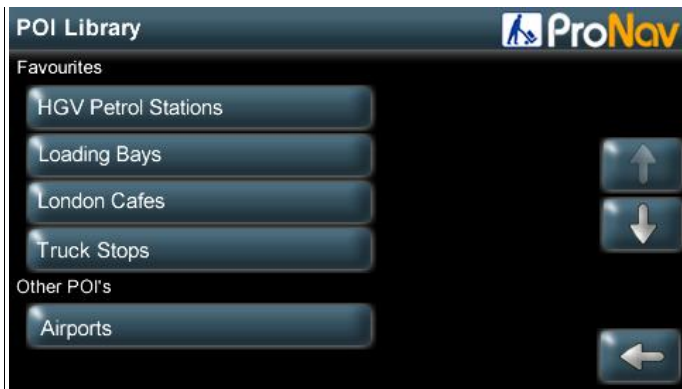 POI Library
ProNav
Favourites
HGV Petrol Stations
Loading Bays
London Cafes
Truck Stops
Other POI's
Airports